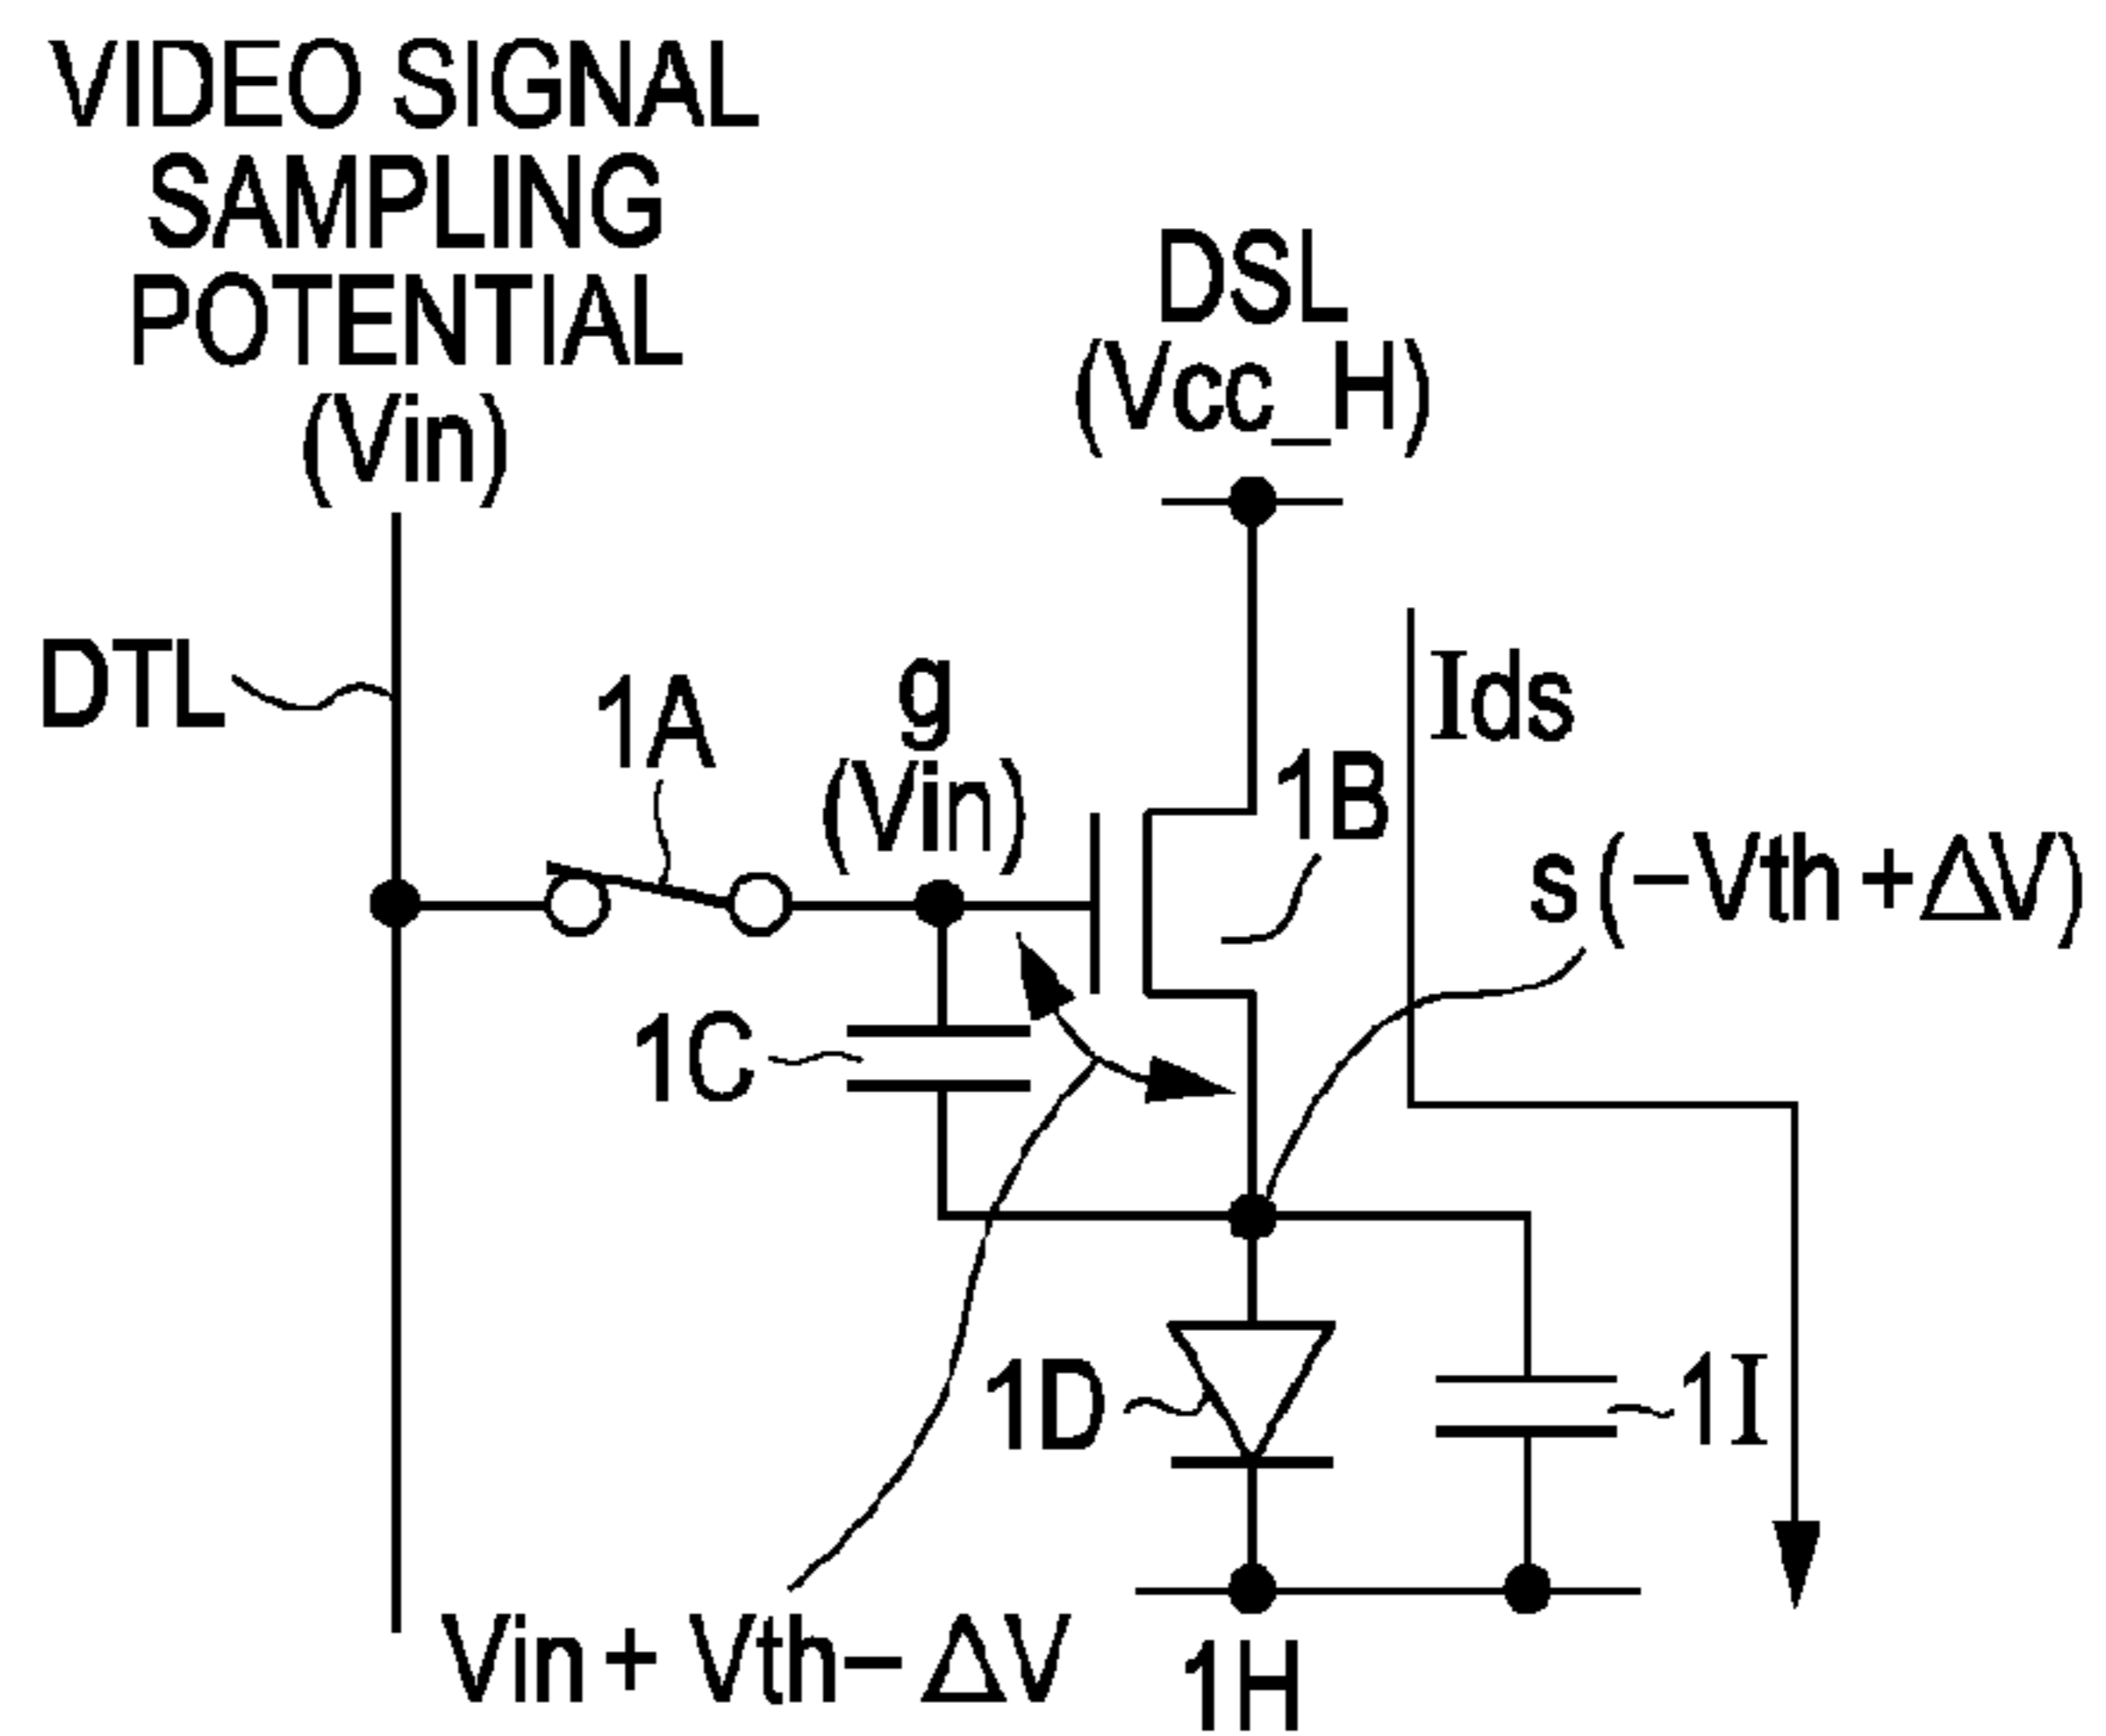 VIDEO SIGNAL
SAMPLING
POTENTIAL
(Vin)
DSL
(Vcc_H)
DTL
1A
g
(Vin)
1B
Ids
s(−Vth+ΔV)
1C
1D
1I
Vin+ Vth−ΔV
1H